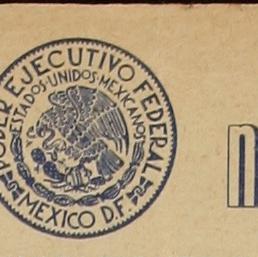 PODER EJECUTIVO FEDERAL
ESTADOS·UNIDOS·MEXICANOS
MEXICO D.F.